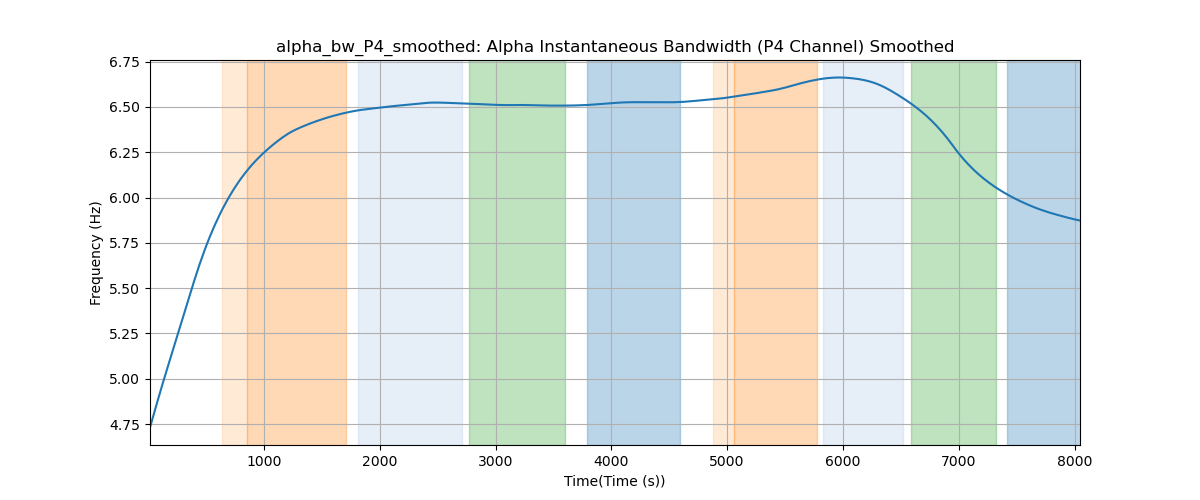 alpha_bw_P4_smoothed: Alpha Instantaneous Bandwidth (P4 Channel) Smoothed
6.75
6.50
6.25
6.00
5.75
5.50
5.25
5.00
4.75
Frequency (Hz)
1000 2000 3000 4000 5000 6000 7000 8000
Time(Time (s))